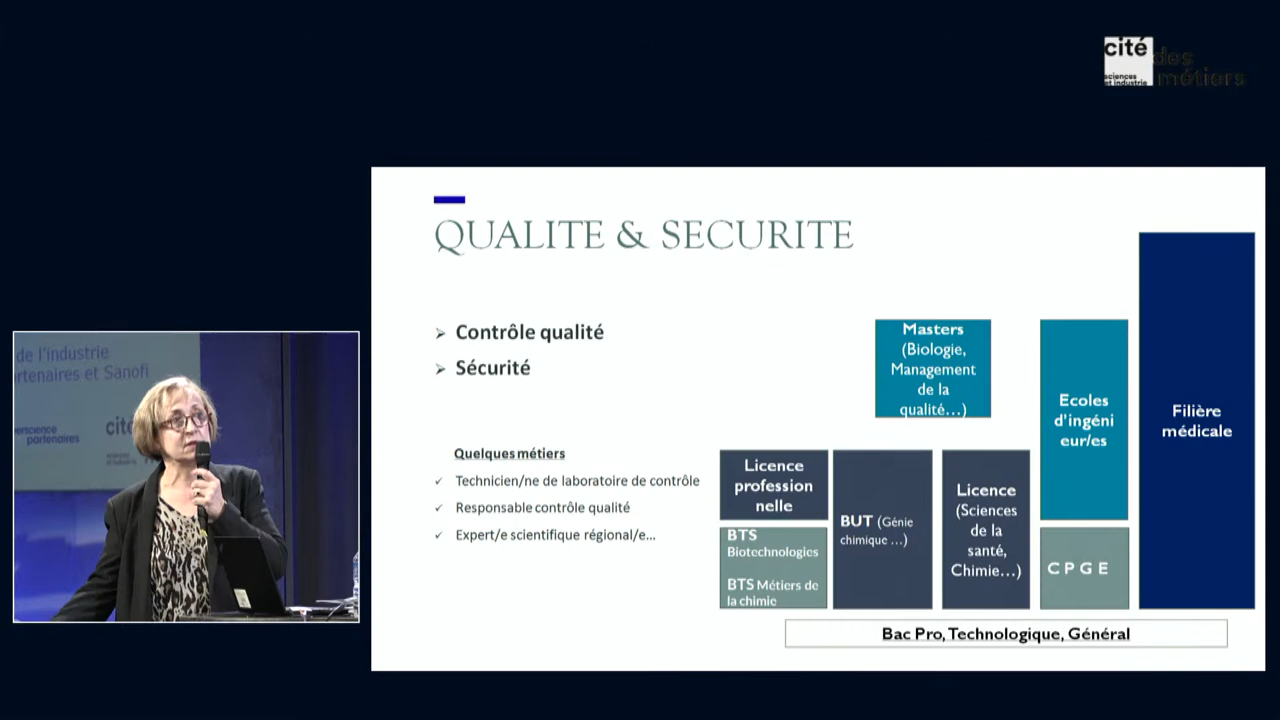 cité
sciences
et industrie
des
métiers
QUALITE & SECURITE
Contrôle qualité
Sécurité
Quelques métiers
Technicien/ne de laboratoire de contrôle
Responsable contrôle qualité
Expert/e scientifique régional/e...
Masters
(Biologie,
Management
de la
qualité...)
Licence
profession
nelle
BTS
Biotechnologies
BTS Métiers de
la chimie
BUT (Génie
chimique ...)
Licence
(Sciences
de la
santé,
Chimie...)
Ecoles
d'ingéni
eur/es
C P G E
Filière
médicale
Bac Pro, Technologique, Général
de l'industrie
rtenaires et Sanofi
partenaires
cité